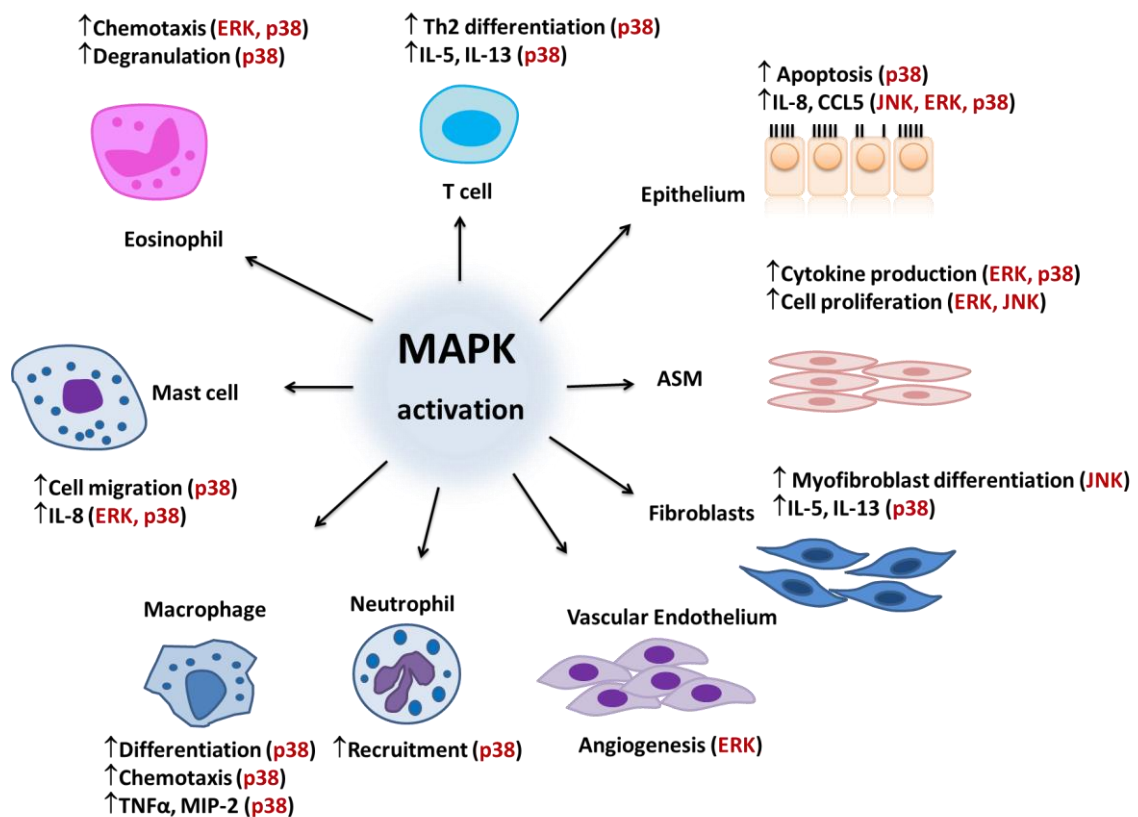 ↑Chemotaxis (ERK, p38)
↑Degranulation (p38)
Eosinophil
↑ Th2 differentiation (p38)
↑IL-5, IL-13 (p38)
T cell
↑ Apoptosis (p38)
↑IL-8, CCL5 (JNK, ERK, p38)
Epithelium
↑Cytokine production (ERK, p38)
↑Cell proliferation (ERK, JNK)
ASM
MAPK
activation
Mast cell
↑Cell migration (p38)
↑IL-8 (ERK, p38)
↑ Myofibroblast differentiation (JNK)
↑IL-5, IL-13 (p38)
Fibroblasts
Macrophage
↑Differentiation (p38)
↑Chemotaxis (p38)
↑TNFα, MIP-2 (p38)
Neutrophil
↑Recruitment (p38)
Vascular Endothelium
Angiogenesis (ERK)